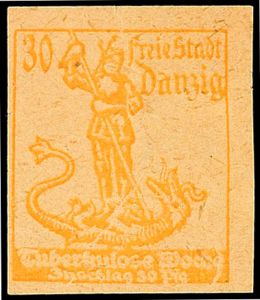 30 Freie Stadt
Danzig
Tuberkulose Woche
Zuschlag 30 Pfg